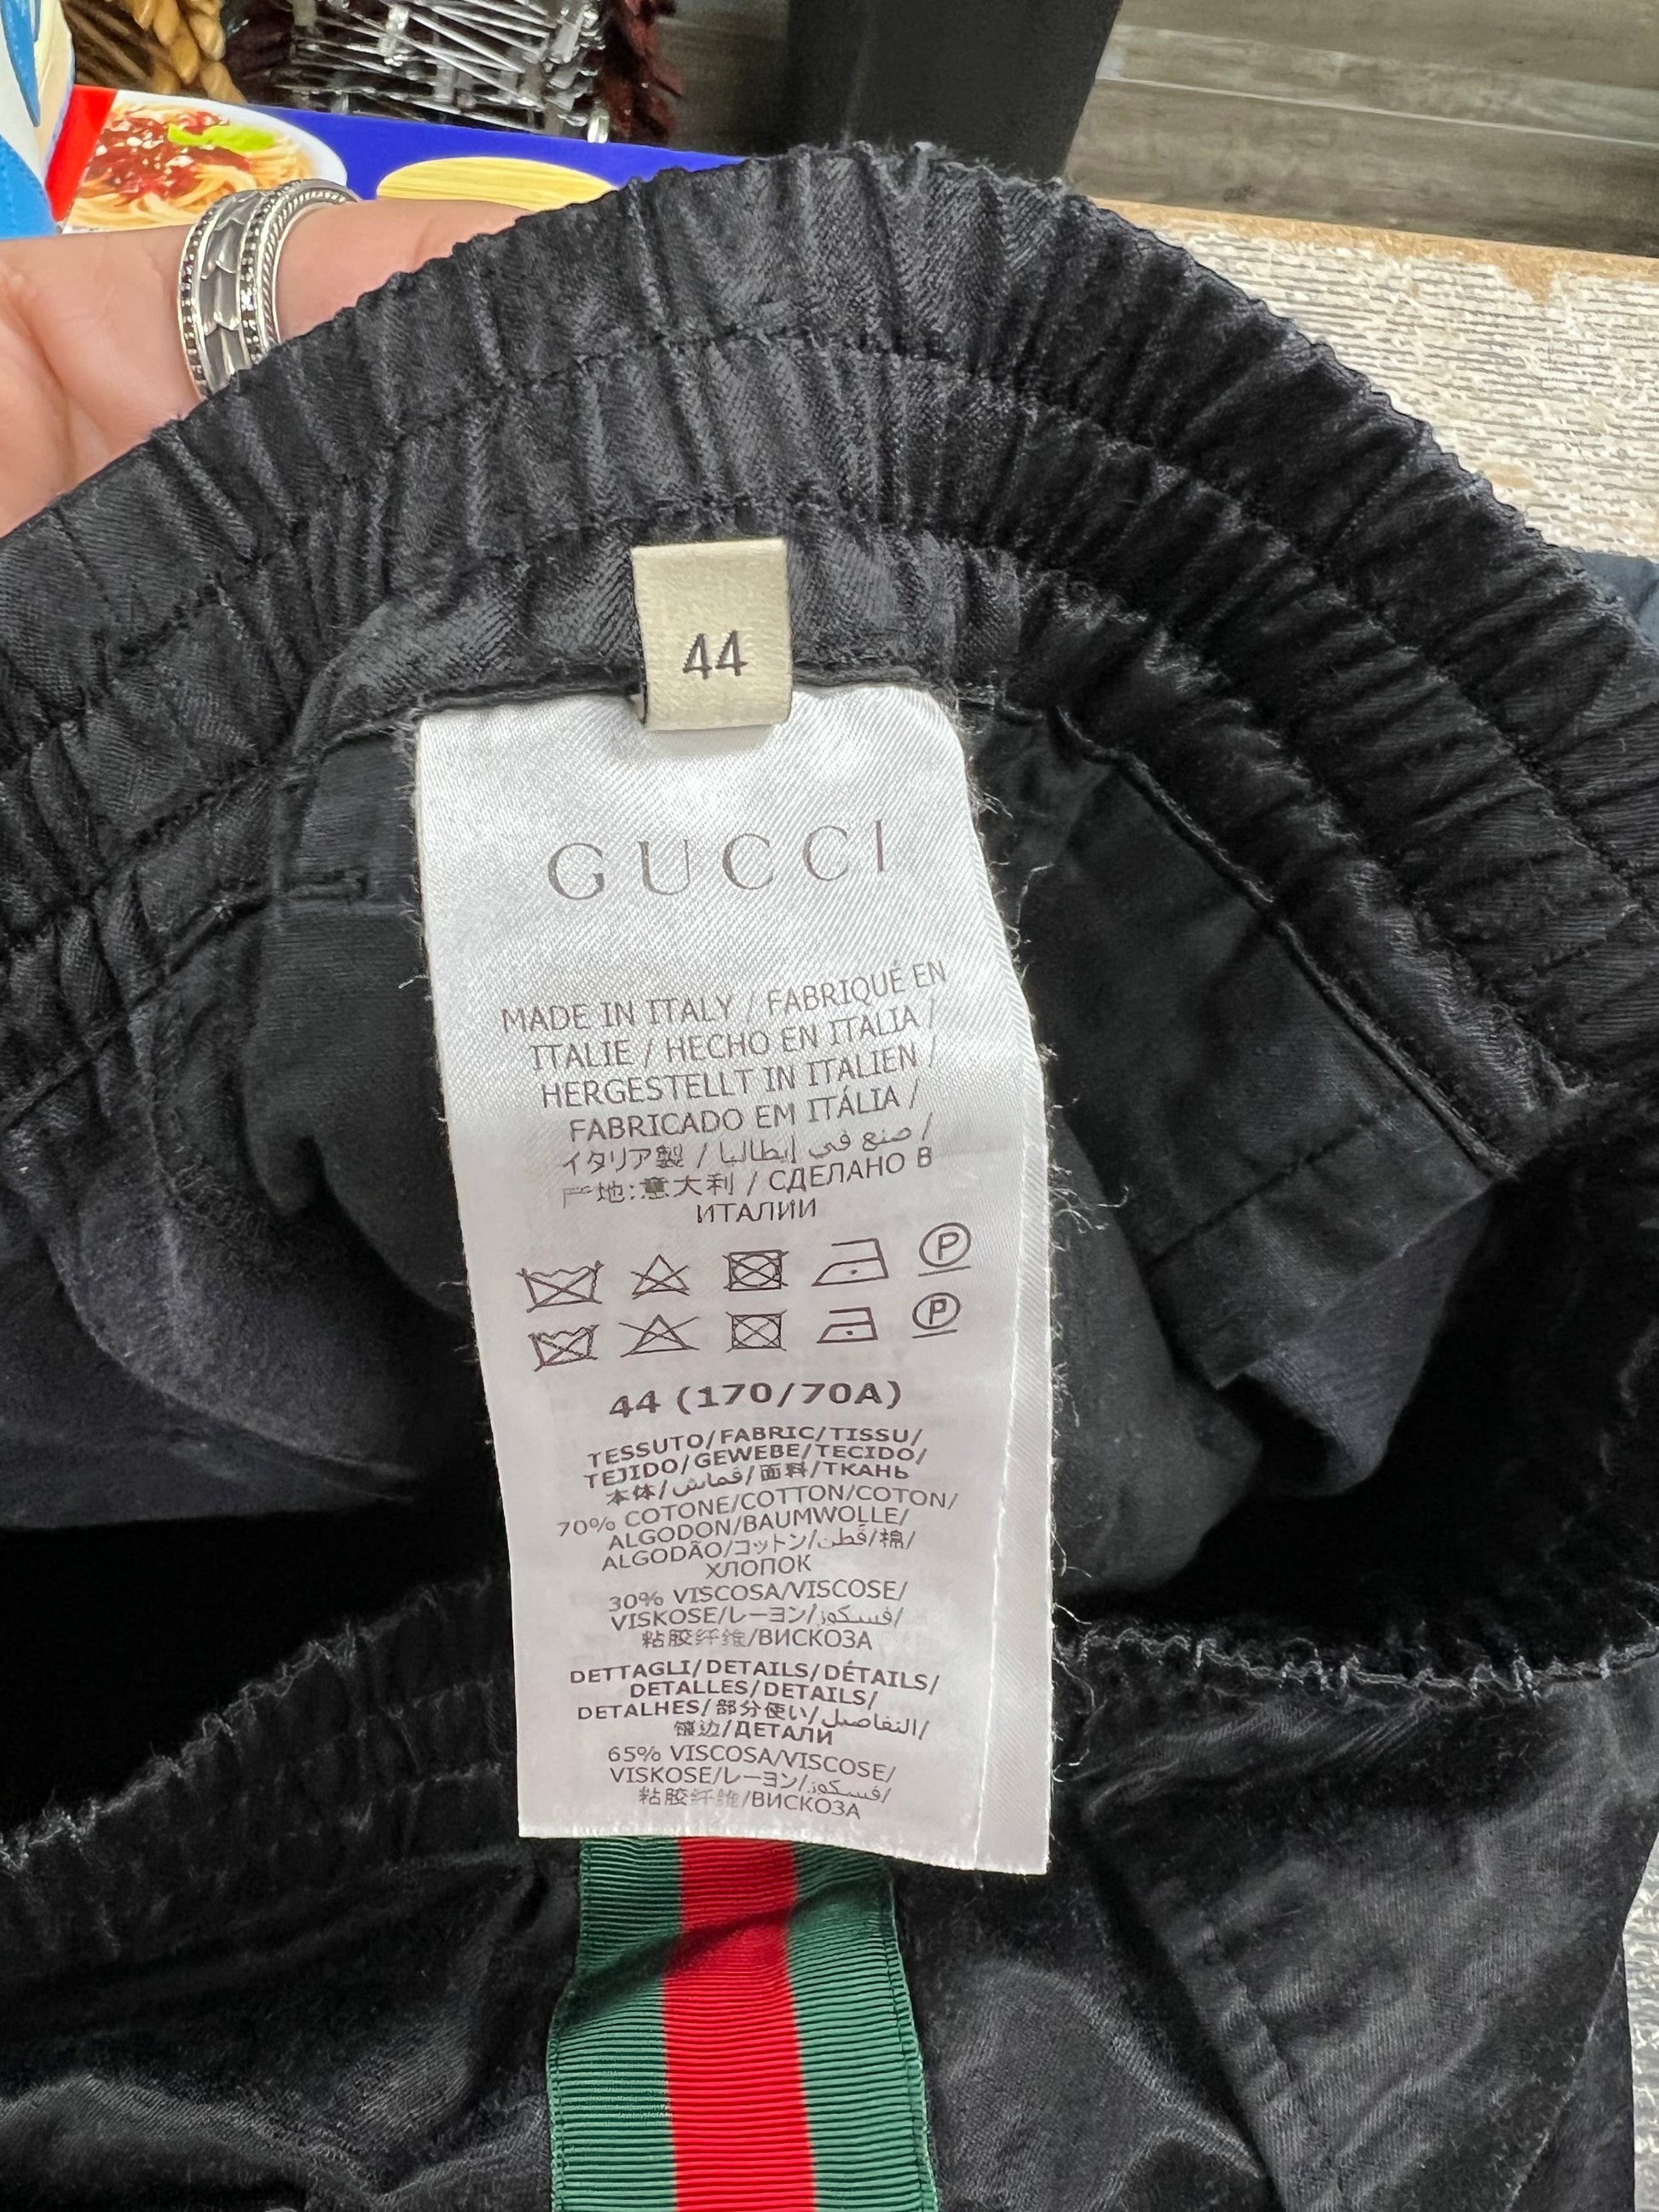 44
GUCCI
MADE IN ITALY / FABRIQUÉ EN
ITALIE / HECHO EN ITALIA /
HERGESTELLT IN ITALIEN /
FABRICADO EM ITÁLIA /
イタリア製 / صنع في إيطاليا /
产地:意大利 / СДЕЛАНО В
ИТАЛИИ
P
P
44 (170/70A)
TESSUTO/FABRIC/TISSU/
TEJIDO/GEWEBE/TECIDO/
本体/قماش/面料/ТКАНЬ
70% COTONE/COTTON/COTON/
ALGODON/BAUMWOLLE/
ALGODÃO/コットン/قطن/棉/
ХЛОПОК
30% VISCOSA/VISCOSE/
VISKOSE/レーヨン/فسكوز/
粘胶纤维/ВИСКОЗА
DETTAGLI/DETAILS/DÉTAILS/
DETALLES/DETAILS/
DETALHES/部分使い/التفاصيل/
镶边/ДЕТАЛИ
65% VISCOSA/VISCOSE/
VISKOSE/レーヨン/فسكوز/
粘胶纤维/ВИСКОЗА